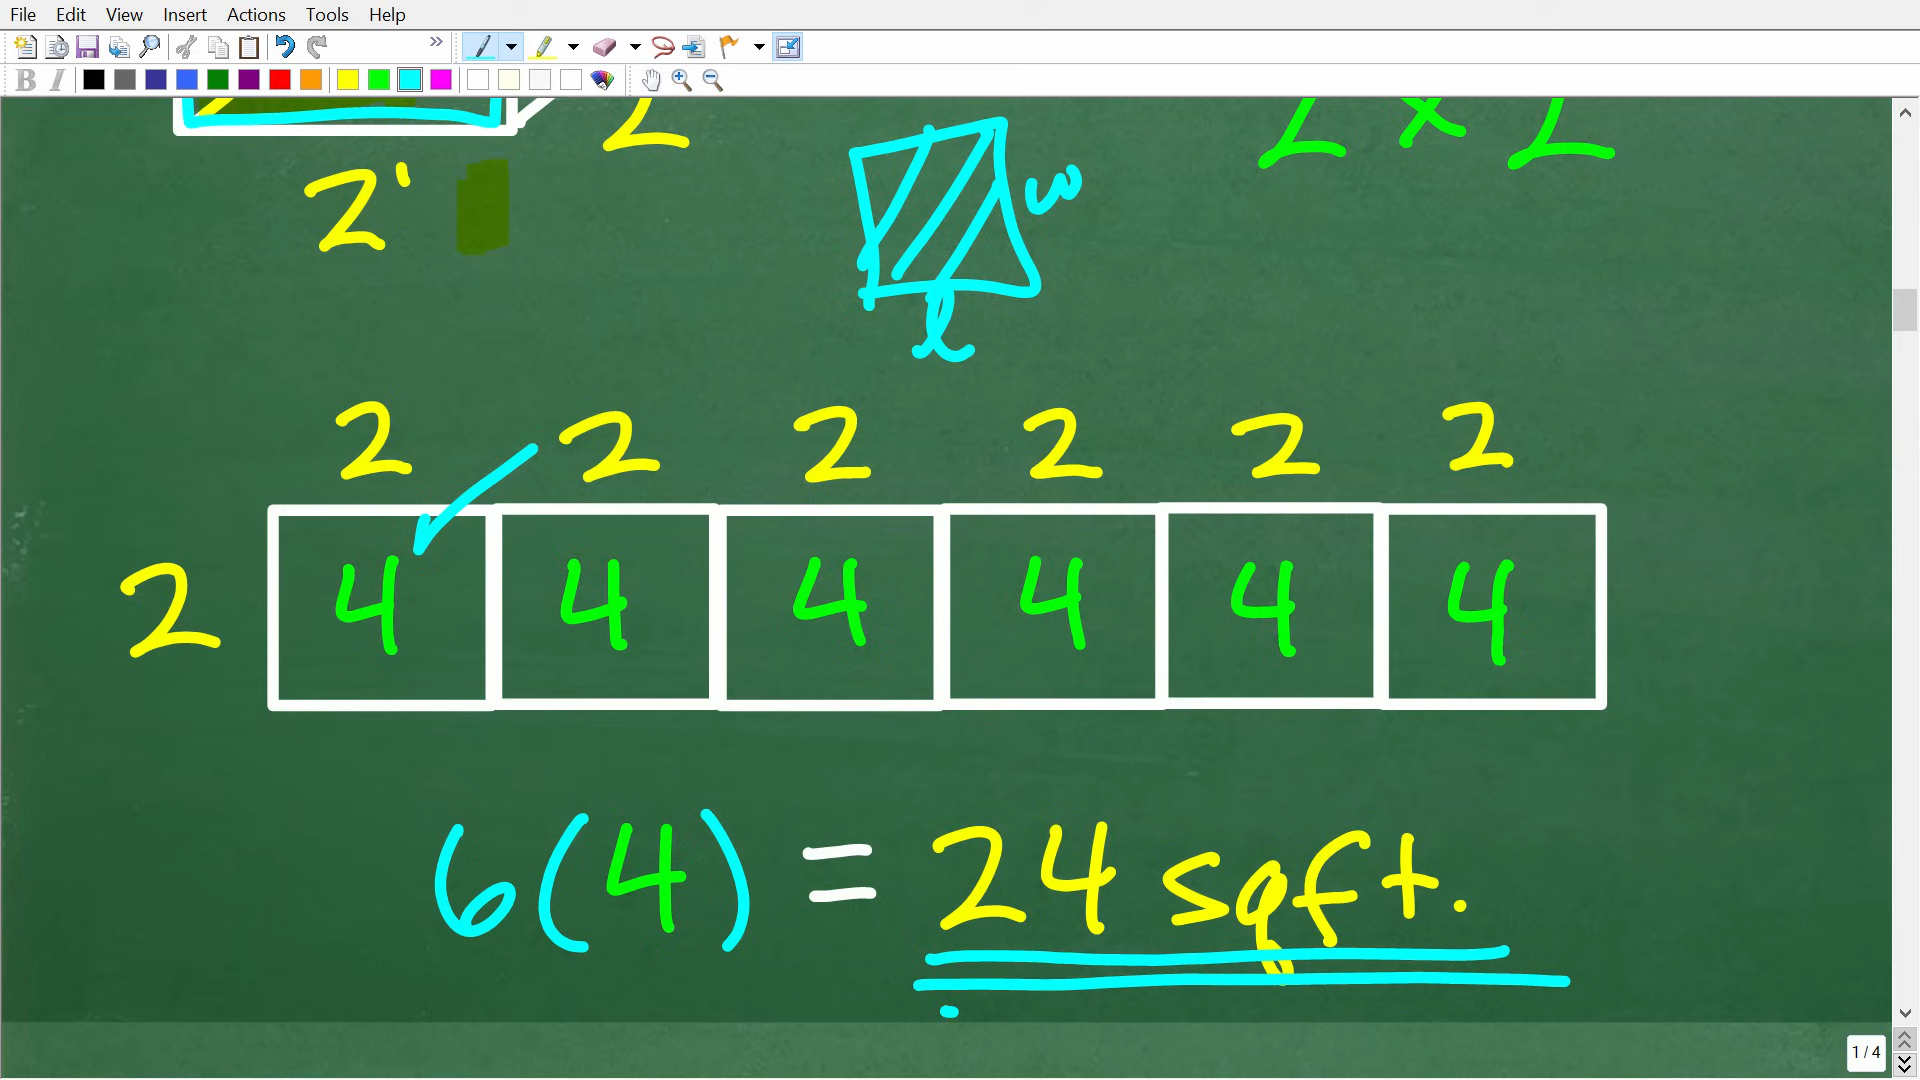 File Edit View Insert Actions Tools Help
B I
2 2 x 2
2'
w
l
2 2 2 2 2 2
2 4 4 4 4 4 4
6(4) = 24 sqft.
1 / 4